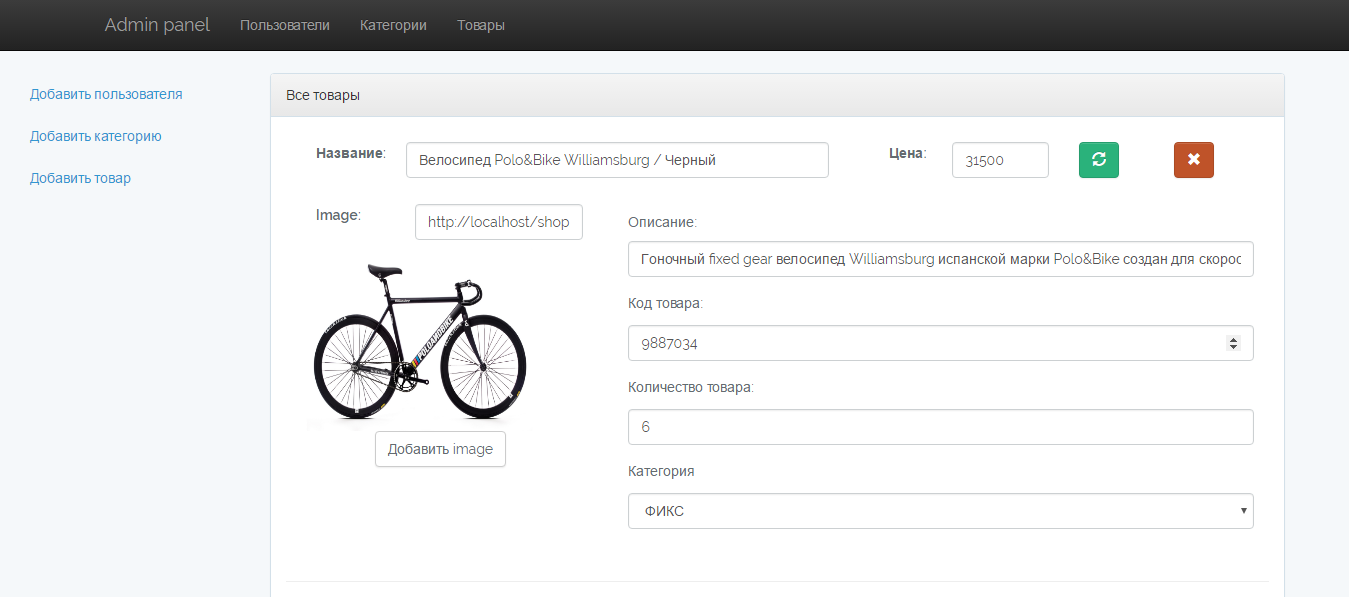 Admin panel Пользователи Категории Товары
Добавить пользователя
Добавить категорию
Добавить товар
Все товары
Название: Велосипед Polo&Bike Williamsburg / Черный Цена: 31500
Image: http://localhost/shop
POLOANDBIKE
Добавить image
Описание:
Гоночный fixed gear велосипед Williamsburg испанской марки Polo&Bike создан для скорос
Код товара:
9887034
Количество товара:
6
Категория
ФИКС